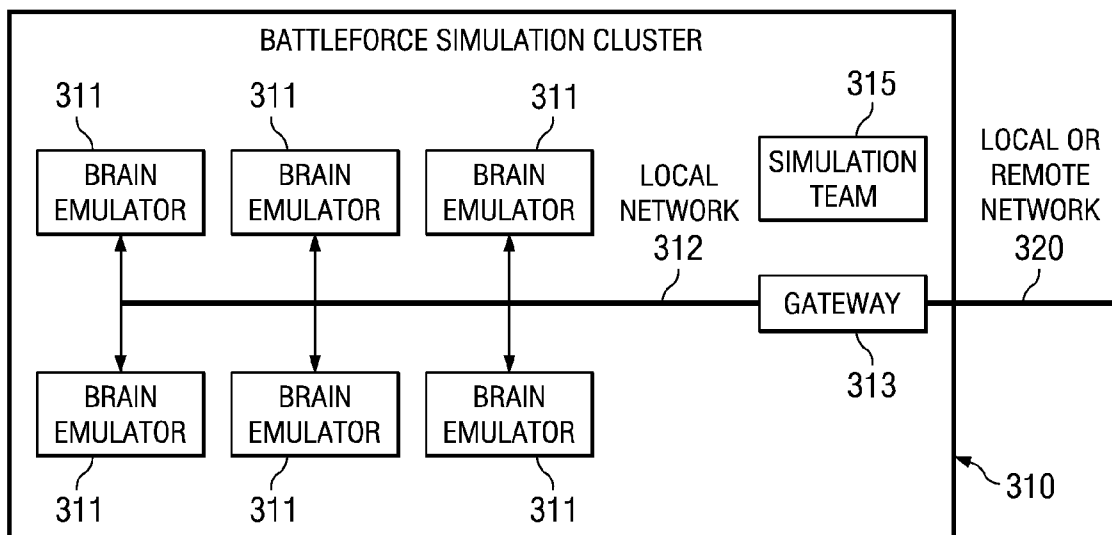 BATTLEFORCE SIMULATION CLUSTER
311
311
311
315
BRAIN
EMULATOR
BRAIN
EMULATOR
BRAIN
EMULATOR
LOCAL
NETWORK
312
SIMULATION
TEAM
LOCAL OR
REMOTE
NETWORK
320
GATEWAY
313
BRAIN
EMULATOR
BRAIN
EMULATOR
BRAIN
EMULATOR
311
311
311
310